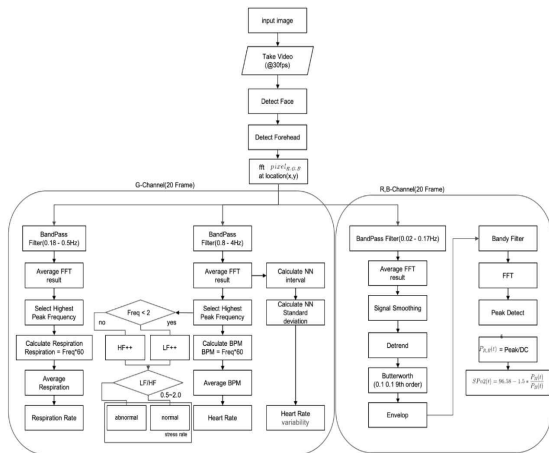 input image
Take Video
(@30fps)
Detect Face
Detect Forehead
fft pixel_{R,G,B}
at location(x,y)
G-Channel(20 Frame)
BandPass
Filter(0.18 - 0.5Hz)
Average FFT
result
Select Highest
Peak Frequency
Calculate Respiration
Respiration = Freq*60
Average
Respiration
Respiration Rate
Freq < 2
no
yes
HF++
LF++
LF/HF
0.5~2.0
abnormal
normal
stress rate
BandPass
Filter(0.8 - 4Hz)
Average FFT
result
Select Highest
Peak Frequency
Calculate BPM
BPM = Freq*60
Average BPM
Heart Rate
Calculate NN
interval
Calculate NN
Standard
deviation
Heart Rate
variability
R,B-Channel(20 Frame)
BandPass Filter(0.02 - 0.17Hz)
Average FFT
result
Signal Smoothing
Detrend
Butterworth
(0.1 0.1 9th order)
Envelop
Bandy Filter
FFT
Peak Detect
P_{B,R}(t) = Peak/DC